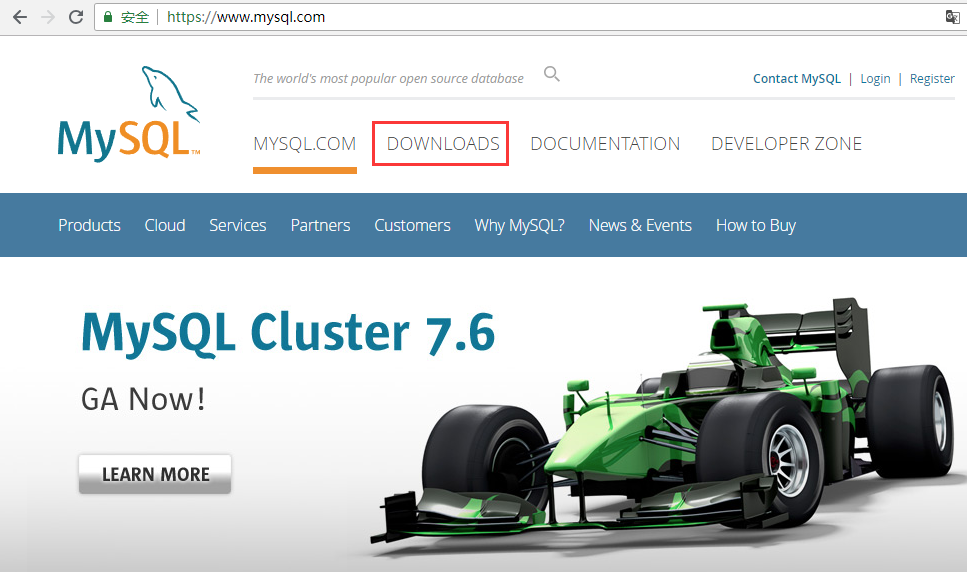 安全 https://www.mysql.com
The world's most popular open source database
Contact MySQL | Login | Register
MySQL™
MYSQL.COM DOWNLOADS DOCUMENTATION DEVELOPER ZONE
Products Cloud Services Partners Customers Why MySQL? News & Events How to Buy
MySQL Cluster 7.6
GA Now!
LEARN MORE